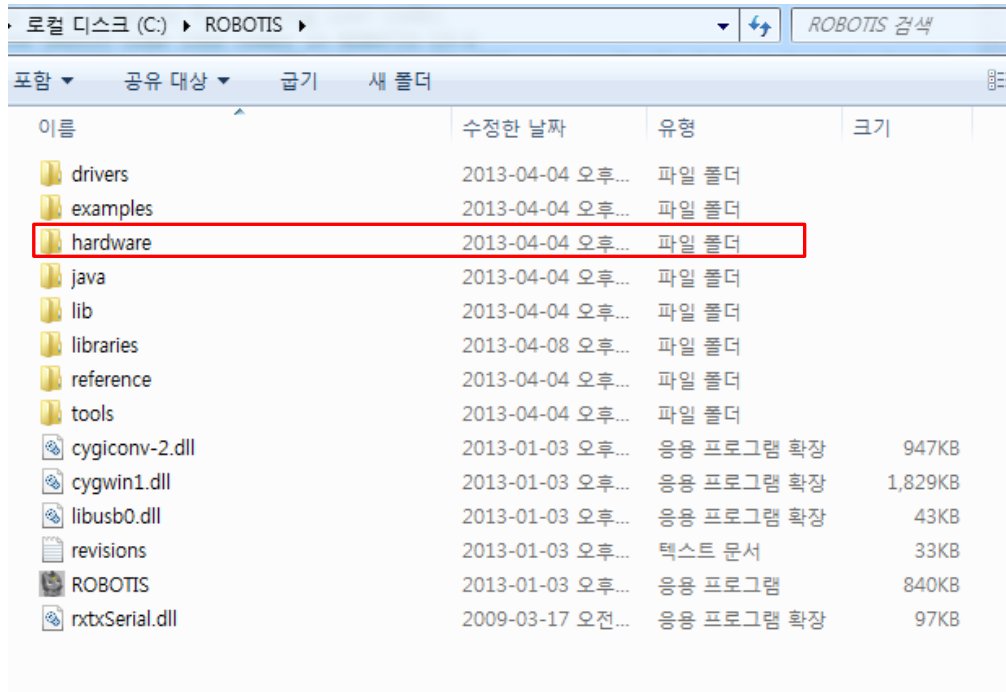 로컬 디스크 (C:) ROBOTIS ROBOTIS 검색
포함 공유 대상 굽기 새 폴더
이름 수정한 날짜 유형 크기
drivers 2013-04-04 오후... 파일 폴더
examples 2013-04-04 오후... 파일 폴더
hardware 2013-04-04 오후... 파일 폴더
java 2013-04-04 오후... 파일 폴더
lib 2013-04-04 오후... 파일 폴더
libraries 2013-04-08 오후... 파일 폴더
reference 2013-04-04 오후... 파일 폴더
tools 2013-04-04 오후... 파일 폴더
cygiconv-2.dll 2013-01-03 오후... 응용 프로그램 확장 947KB
cygwin1.dll 2013-01-03 오후... 응용 프로그램 확장 1,829KB
libusb0.dll 2013-01-03 오후... 응용 프로그램 확장 43KB
revisions 2013-01-03 오후... 텍스트 문서 33KB
ROBOTIS 2013-01-03 오후... 응용 프로그램 840KB
rxtxSerial.dll 2009-03-17 오전... 응용 프로그램 확장 97KB